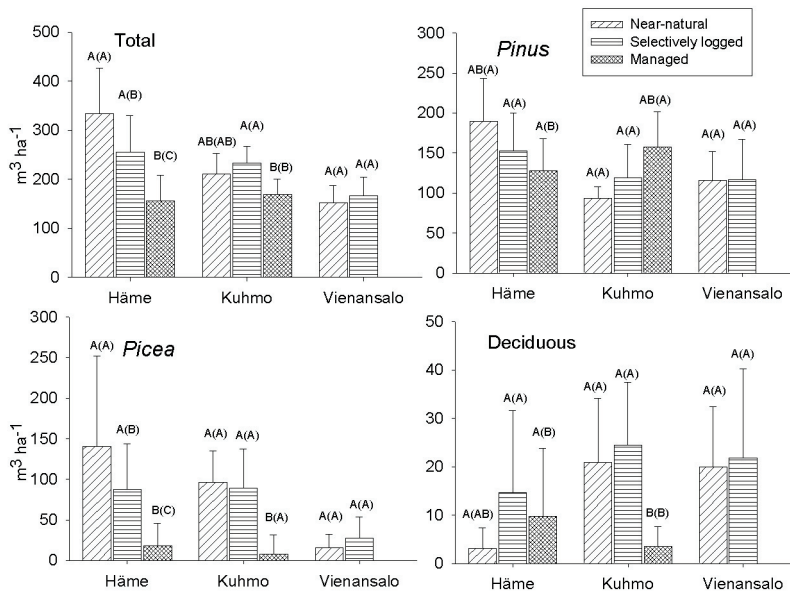 Total
m³ ha⁻¹
500
400
300
200
100
0
A(A)
A(B)
B(C)
AB(AB)
A(A)
B(B)
A(A)
A(A)
Häme
Kuhmo
Vienansalo
Pinus
Near-natural
Selectively logged
Managed
300
250
200
150
100
50
0
AB(A)
A(A)
A(B)
A(A)
A(A)
AB(A)
A(A)
A(A)
Häme
Kuhmo
Vienansalo
Picea
m³ ha⁻¹
300
250
200
150
100
50
0
A(A)
A(B)
B(C)
A(A)
A(A)
B(A)
A(A)
A(A)
Häme
Kuhmo
Vienansalo
Deciduous
50
40
30
20
10
0
A(AB)
A(A)
A(B)
A(A)
A(A)
B(B)
A(A)
A(A)
Häme
Kuhmo
Vienansalo